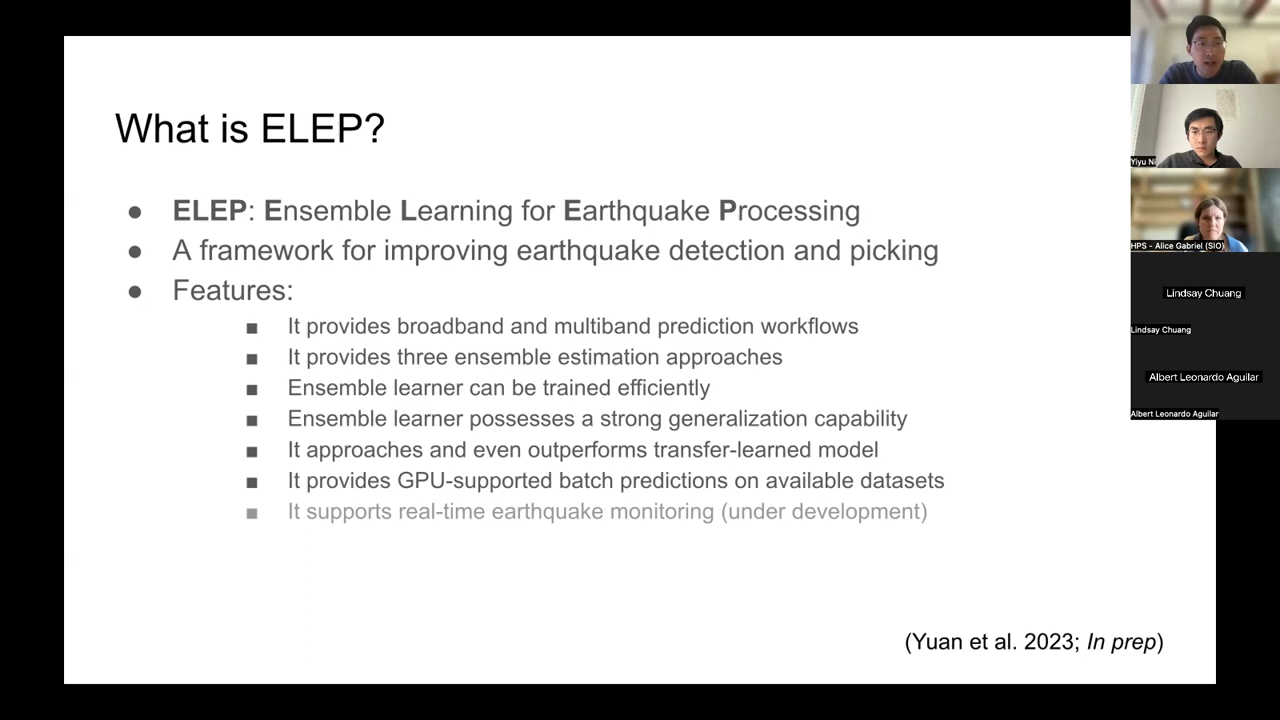 What is ELEP?
● ELEP: Ensemble Learning for Earthquake Processing
● A framework for improving earthquake detection and picking
● Features:
■ It provides broadband and multiband prediction workflows
■ It provides three ensemble estimation approaches
■ Ensemble learner can be trained efficiently
■ Ensemble learner possesses a strong generalization capability
■ It approaches and even outperforms transfer-learned model
■ It provides GPU-supported batch predictions on available datasets
■ It supports real-time earthquake monitoring (under development)
(Yuan et al. 2023; In prep)
Yiyu Ni
HPS - Alice Gabriel (SIO)
Lindsay Chuang
Lindsay Chuang
Albert Leonardo Aguilar
Albert Leonardo Aguilar